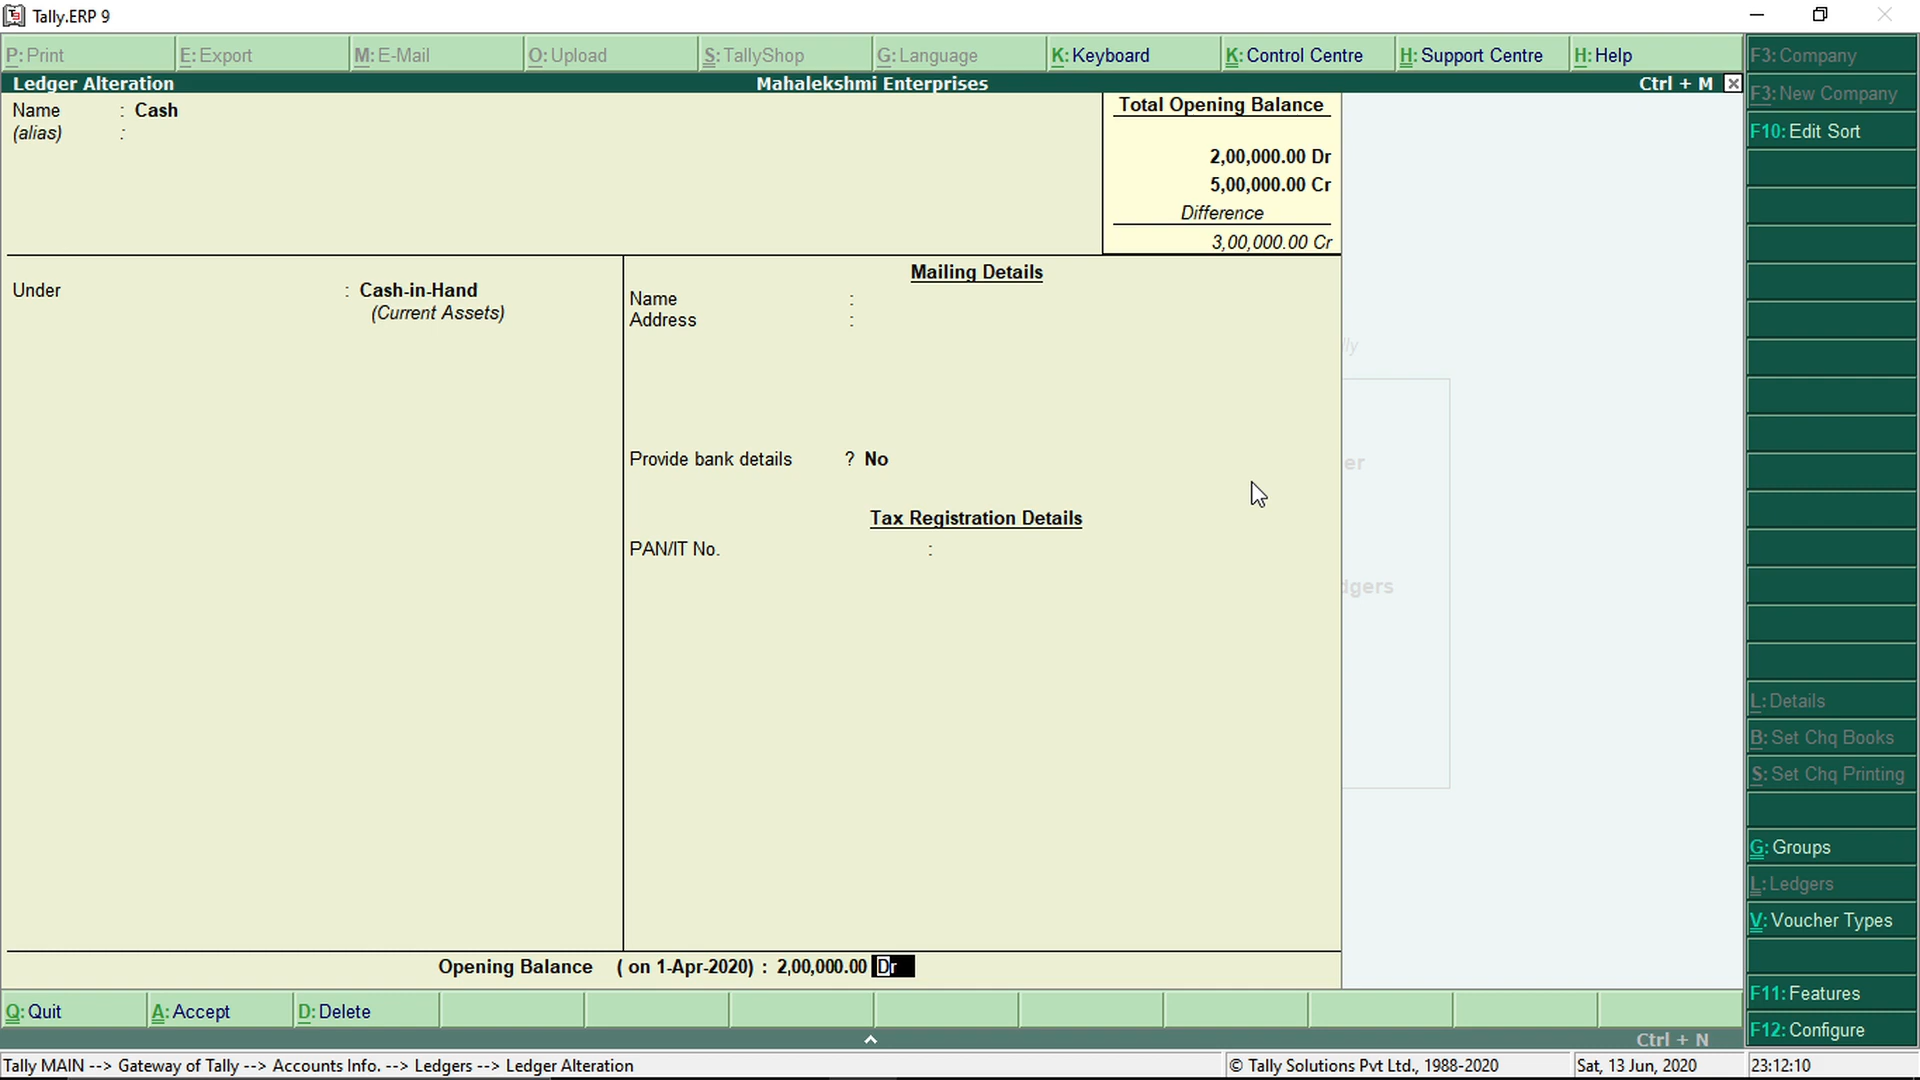 Tally.ERP 9
P: Print E: Export M: E-Mail O: Upload S: TallyShop G: Language K: Keyboard K: Control Centre H: Support Centre H: Help
F3: Company
Ledger Alteration Mahalekshmi Enterprises Ctrl + M
F3: New Company
Name : Cash
(alias) :
Total Opening Balance
2,00,000.00 Dr
5,00,000.00 Cr
Difference
3,00,000.00 Cr
F10: Edit Sort
Under : Cash-in-Hand
(Current Assets)
Mailing Details
Name :
Address :
lly
Provide bank details ? No
er
Tax Registration Details
PAN/IT No. :
dgers
L: Details
B: Set Chq Books
S: Set Chq Printing
G: Groups
L: Ledgers
V: Voucher Types
Opening Balance ( on 1-Apr-2020) : 2,00,000.00 Dr
F11: Features
Q: Quit A: Accept D: Delete
F12: Configure
Ctrl + N
Tally MAIN --> Gateway of Tally --> Accounts Info. --> Ledgers --> Ledger Alteration © Tally Solutions Pvt Ltd., 1988-2020 Sat, 13 Jun, 2020 23:12:10